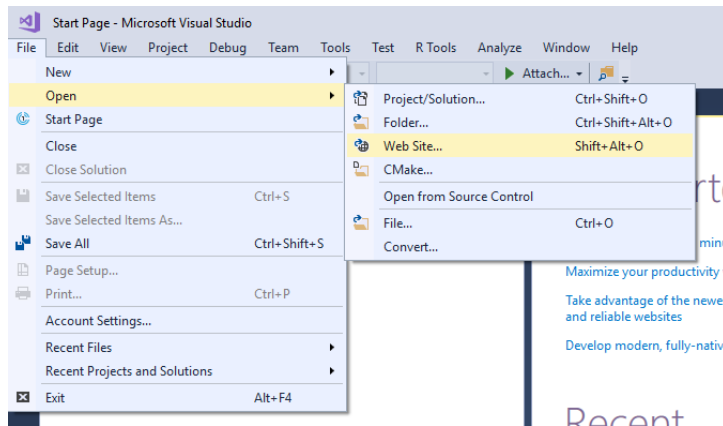 Start Page - Microsoft Visual Studio
File Edit View Project Debug Team Tools Test R Tools Analyze Window Help
Attach...
New
Open
Start Page
Close
Close Solution
Save Selected Items Ctrl+S
Save Selected Items As...
Save All Ctrl+Shift+S
Page Setup...
Print... Ctrl+P
Account Settings...
Recent Files
Recent Projects and Solutions
Exit Alt+F4
Project/Solution... Ctrl+Shift+O
Folder... Ctrl+Shift+Alt+O
Web Site... Shift+Alt+O
CMake...
Open from Source Control
File... Ctrl+O
Convert...
Maximize your productivity
Take advantage of the newe
and reliable websites
Develop modern, fully-nativ
Recent